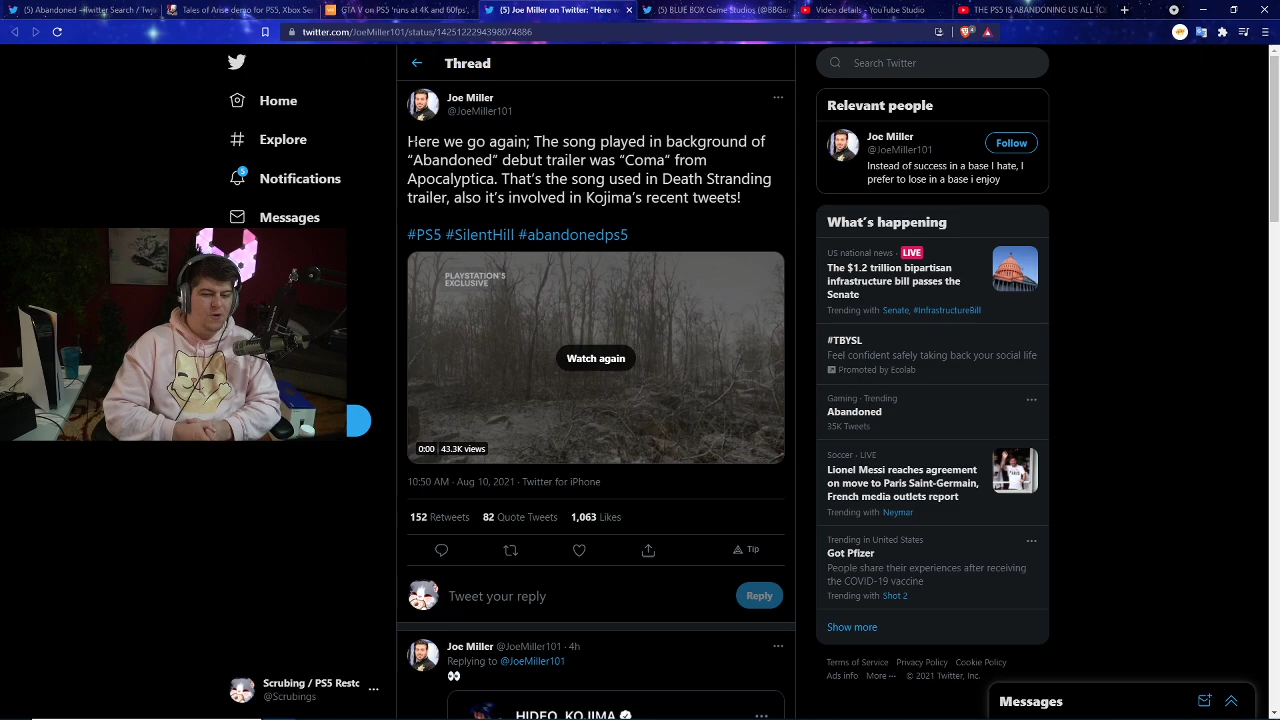 (5) Abandoned - Twitter Search / Twi
Tales of Arise demo for PS5, Xbox Ser
GTA V on PS5 'runs at 4K and 60fps',
(5) Joe Miller on Twitter: "Here w
(5) BLUE BOX Game Studios (@BBGa
Video details - YouTube Studio
THE PS5 IS ABANDONING US ALL TO
twitter.com/JoeMiller101/status/1425122294398074886
Home
Explore
5
Notifications
Messages
Thread
Joe Miller
@JoeMiller101
Here we go again; The song played in background of
“Abandoned” debut trailer was “Coma” from
Apocalyptica. That’s the song used in Death Stranding
trailer, also it’s involved in Kojima’s recent tweets!
#PS5 #SilentHill #abandonedps5
PLAYSTATION'S
EXCLUSIVE
Watch again
0:00 43.3K views
10:50 AM · Aug 10, 2021 · Twitter for iPhone
152 Retweets 82 Quote Tweets 1,063 Likes
Tip
Tweet your reply
Reply
Joe Miller @JoeMiller101 · 4h
Replying to @JoeMiller101
HIDEO_KOJIMA
Search Twitter
Relevant people
Joe Miller
@JoeMiller101
Follow
Instead of success in a base I hate, I
prefer to lose in a base i enjoy
What’s happening
US national news · LIVE
The $1.2 trillion bipartisan
infrastructure bill passes the
Senate
Trending with Senate, #InfrastructureBill
#TBYSL
Feel confident safely taking back your social life
Promoted by Ecolab
Gaming · Trending
Abandoned
35K Tweets
Soccer · LIVE
Lionel Messi reaches agreement
on move to Paris Saint-Germain,
French media outlets report
Trending with Neymar
Trending in United States
Got Pfizer
People share their experiences after receiving
the COVID-19 vaccine
Trending with Shot 2
Show more
Terms of Service Privacy Policy Cookie Policy
Ads info More ··· © 2021 Twitter, Inc.
Scrubing / PS5 Resto
@Scrubings
Messages